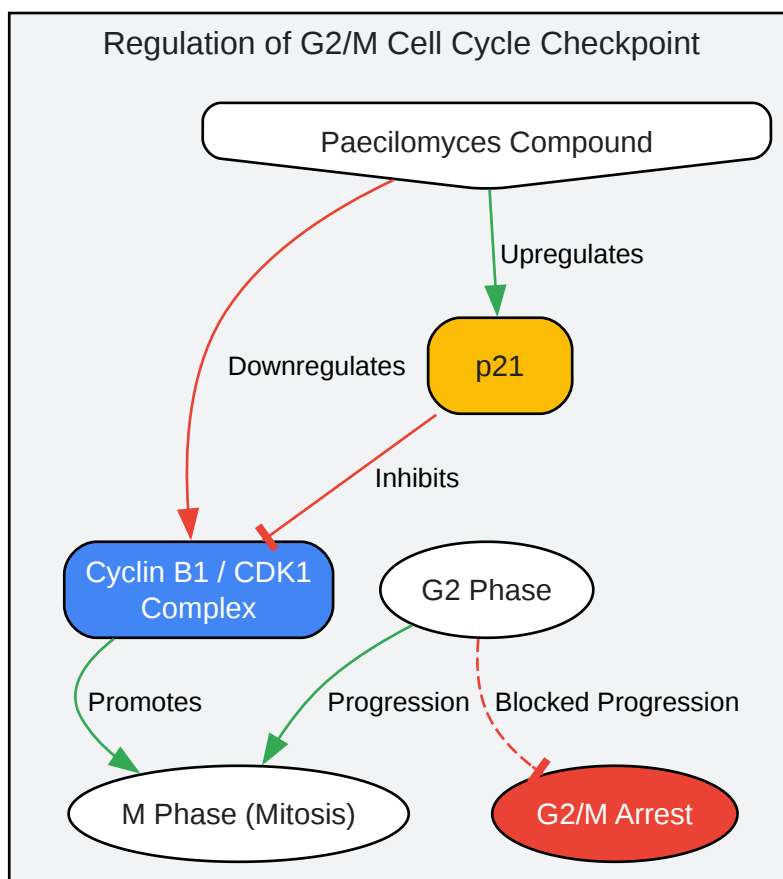 Regulation of G2/M Cell Cycle Checkpoint
Paecilomyces Compound
Upregulates
p21
Downregulates
Inhibits
Cyclin B1 / CDK1
Complex
G2 Phase
Promotes
Progression
Blocked Progression
M Phase (Mitosis)
G2/M Arrest